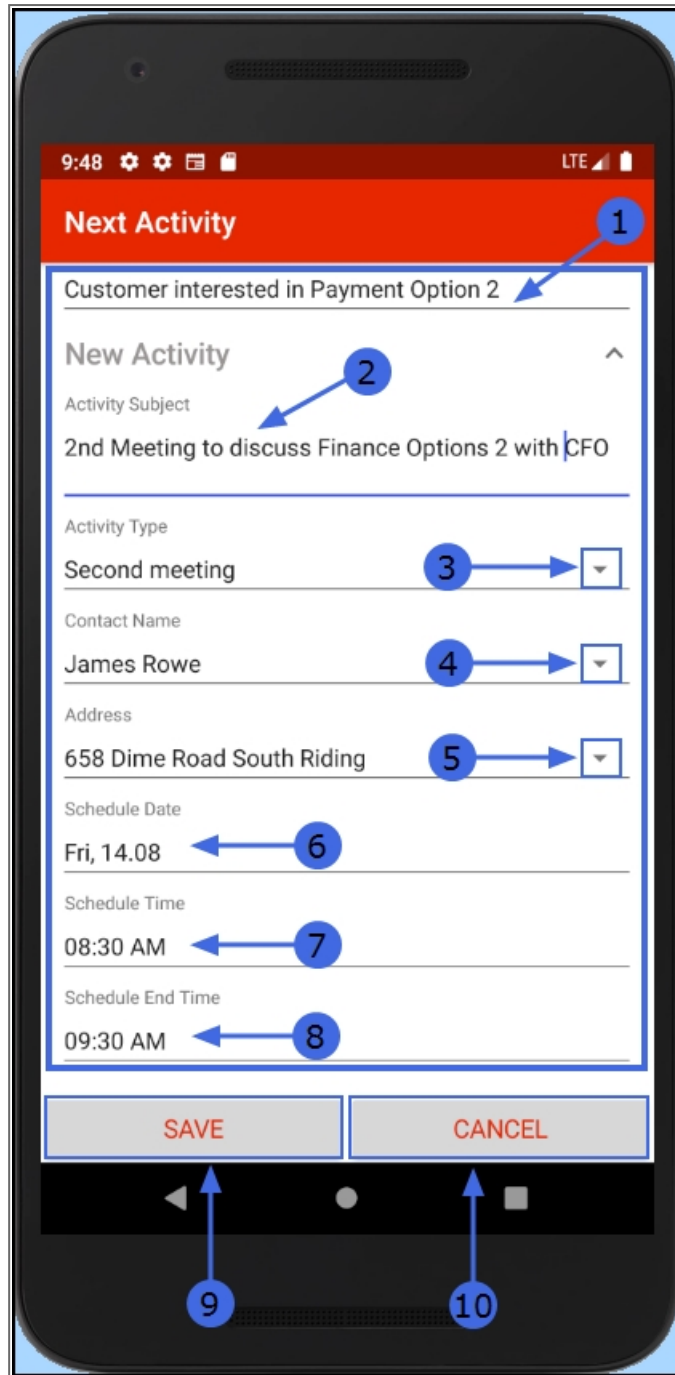 9:48 LTE
Next Activity
1
Customer interested in Payment Option 2
New Activity
2
Activity Subject
2nd Meeting to discuss Finance Options 2 with CFO
Activity Type
Second meeting 3
Contact Name
James Rowe 4
Address
658 Dime Road South Riding 5
Schedule Date
Fri, 14.08 6
Schedule Time
08:30 AM 7
Schedule End Time
09:30 AM 8
SAVE CANCEL
9 10